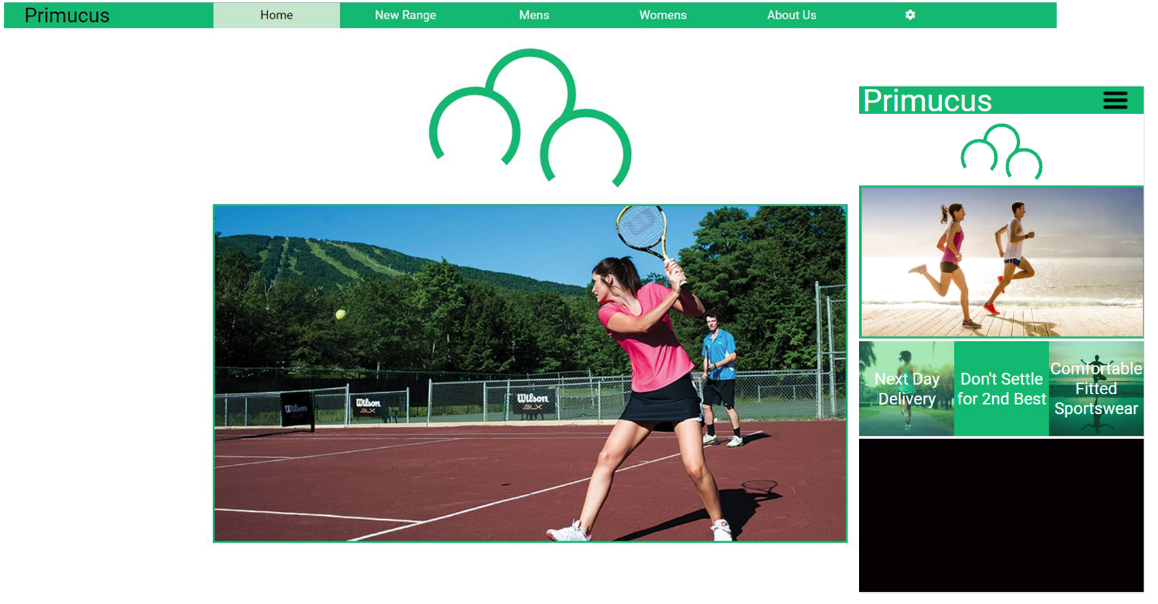 Primucus
Home
New Range
Mens
Womens
About Us
Wilson
Wilson
BLX
Primucus
Next Day
Delivery
Don't Settle
for 2nd Best
Comfortable
Fitted
Sportswear